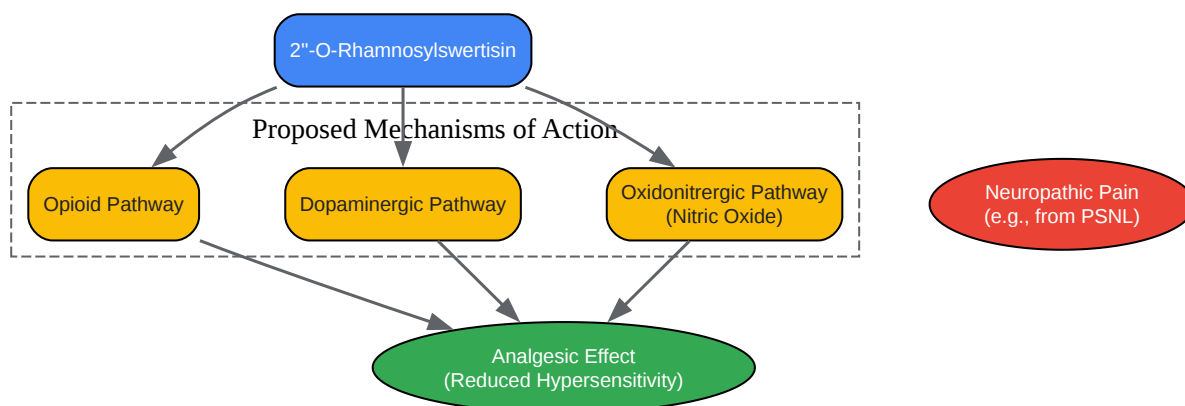 2"-O-Rhamnosylswertisin
Proposed Mechanisms of Action
Opioid Pathway
Dopaminergic Pathway
Oxidonitrergic Pathway
(Nitric Oxide)
Neuropathic Pain
(e.g., from PSNL)
Analgesic Effect
(Reduced Hypersensitivity)